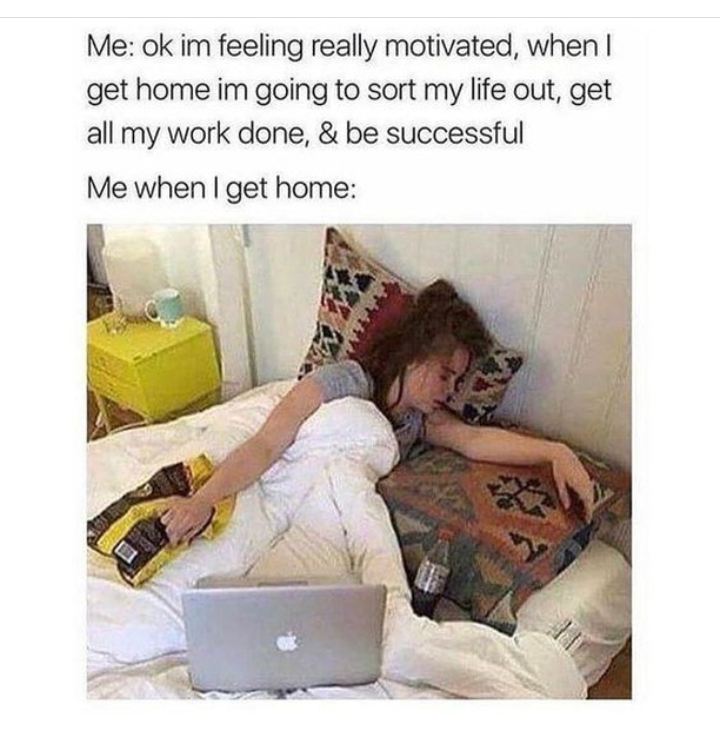 Me: ok im feeling really motivated, when I
get home im going to sort my life out, get
all my work done, & be successful
Me when I get home: